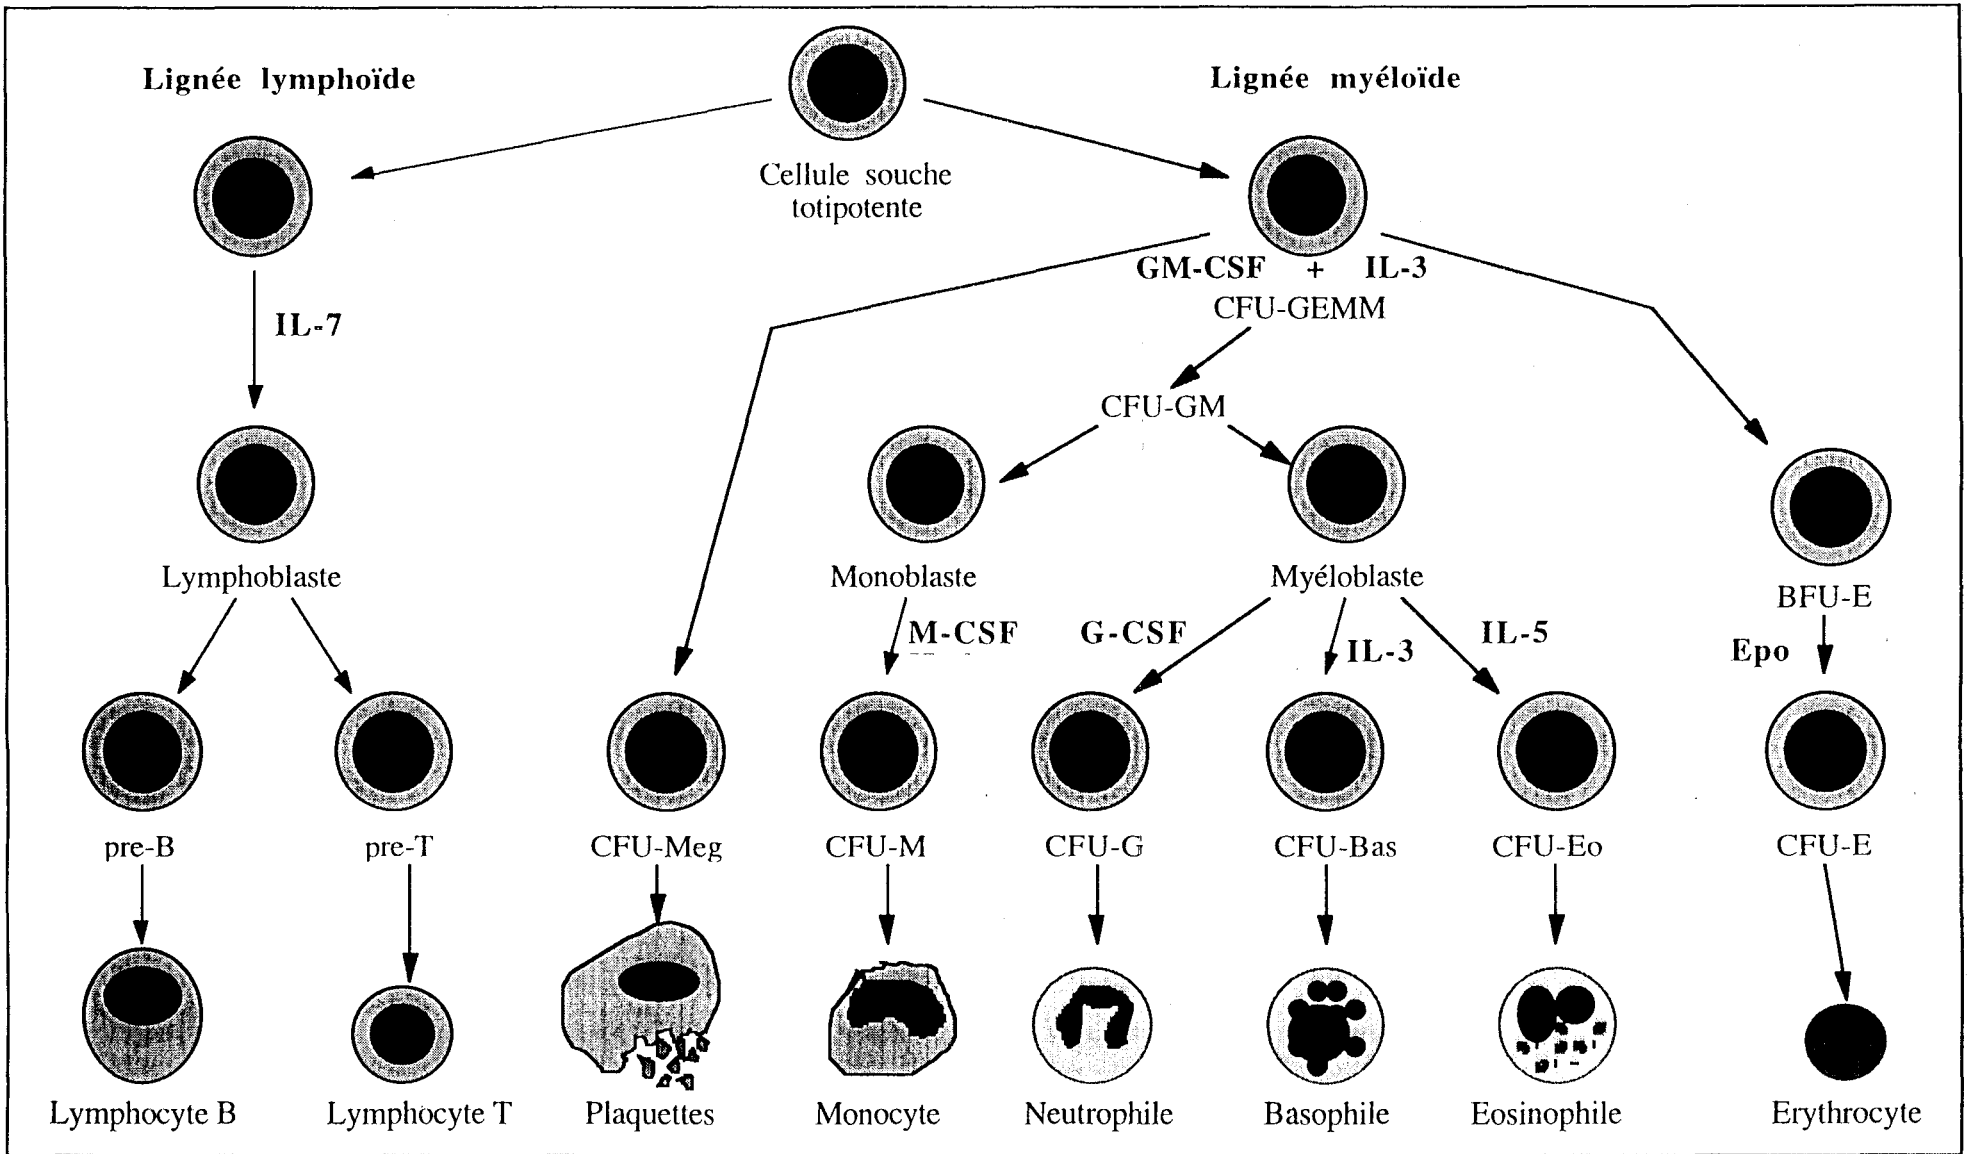 Lignée lymphoïde
Lignée myéloïde
Cellule souche
totipotente
GM-CSF + IL-3
CFU-GEMM
IL-7
CFU-GM
Lymphoblaste
Monoblaste
Myéloblaste
BFU-E
M-CSF
G-CSF
IL-3
IL-5
Epo
pre-B
pre-T
CFU-Meg
CFU-M
CFU-G
CFU-Bas
CFU-Eo
CFU-E
Lymphocyte B
Lymphocyte T
Plaquettes
Monocyte
Neutrophile
Basophile
Eosinophile
Erythrocyte